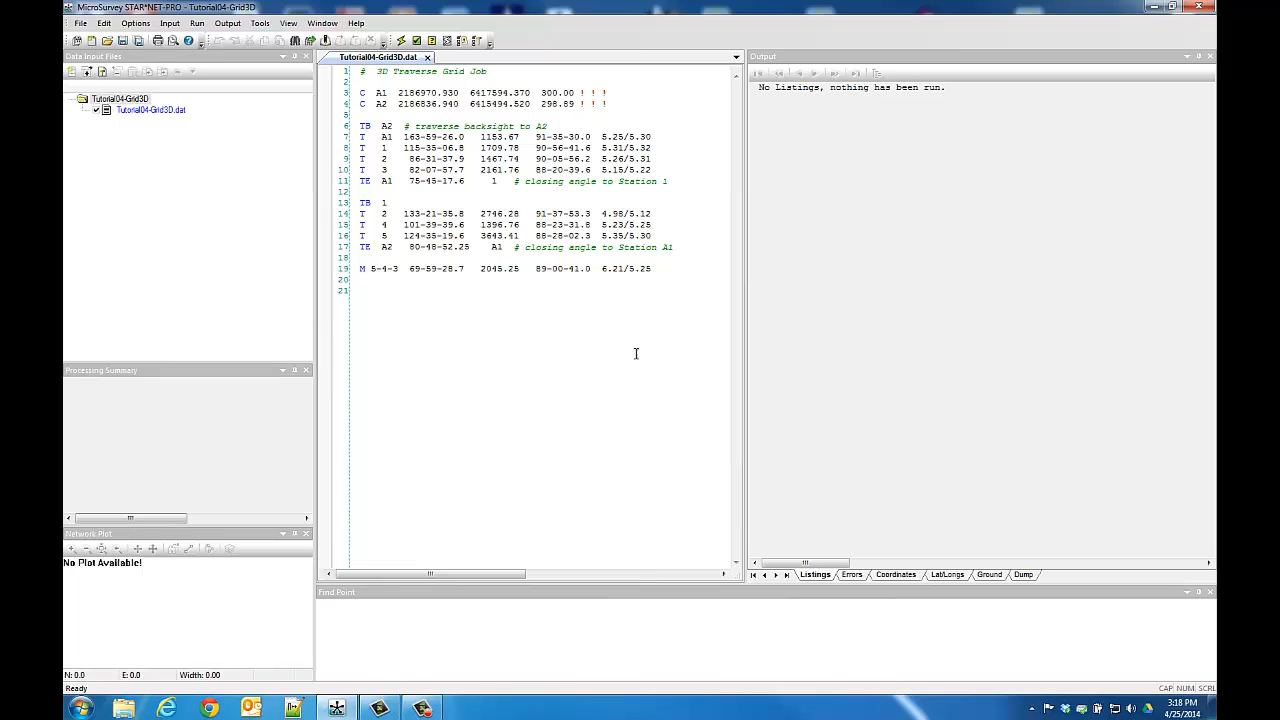 MicroSurvey STAR*NET-PRO - Tutorial04-Grid3D
File Edit Options Input Run Output Tools View Window Help
Data Input Files
Tutorial04-Grid3D
Tutorial04-Grid3D.dat
Processing Summary
Network Plot
No Plot Available!
N: 0.0 E: 0.0 Width: 0.00
Ready
Tutorial04-Grid3D.dat
1 # 3D Traverse Grid Job
2
3 C A1 2186970.930 6417594.370 300.00 ! ! !
4 C A2 2186836.940 6415494.520 298.89 ! ! !
5
6 TB A2 # traverse backsight to A2
7 T A1 163-59-26.0 1153.67 91-35-30.0 5.25/5.30
8 T 1 115-35-06.8 1709.78 90-56-41.6 5.31/5.32
9 T 2 86-31-37.9 1467.74 90-05-56.2 5.26/5.31
10 T 3 82-07-57.7 2161.76 88-20-39.6 5.15/5.22
11 TE A1 75-45-17.6 1 # closing angle to Station 1
12
13 TB 1
14 T 2 133-21-35.8 2746.28 91-37-53.3 4.98/5.12
15 T 4 101-39-39.6 1396.76 88-23-31.8 5.23/5.25
16 T 5 124-35-19.6 3643.41 88-28-02.3 5.35/5.30
17 TE A2 80-48-52.25 A1 # closing angle to Station A1
18
19 M 5-4-3 69-59-28.7 2045.25 89-00-41.0 6.21/5.25
20
21
Output
No Listings, nothing has been run.
Listings Errors Coordinates Lat/Longs Ground Dump
Find Point
CAP NUM SCRL
3:18 PM
4/25/2014